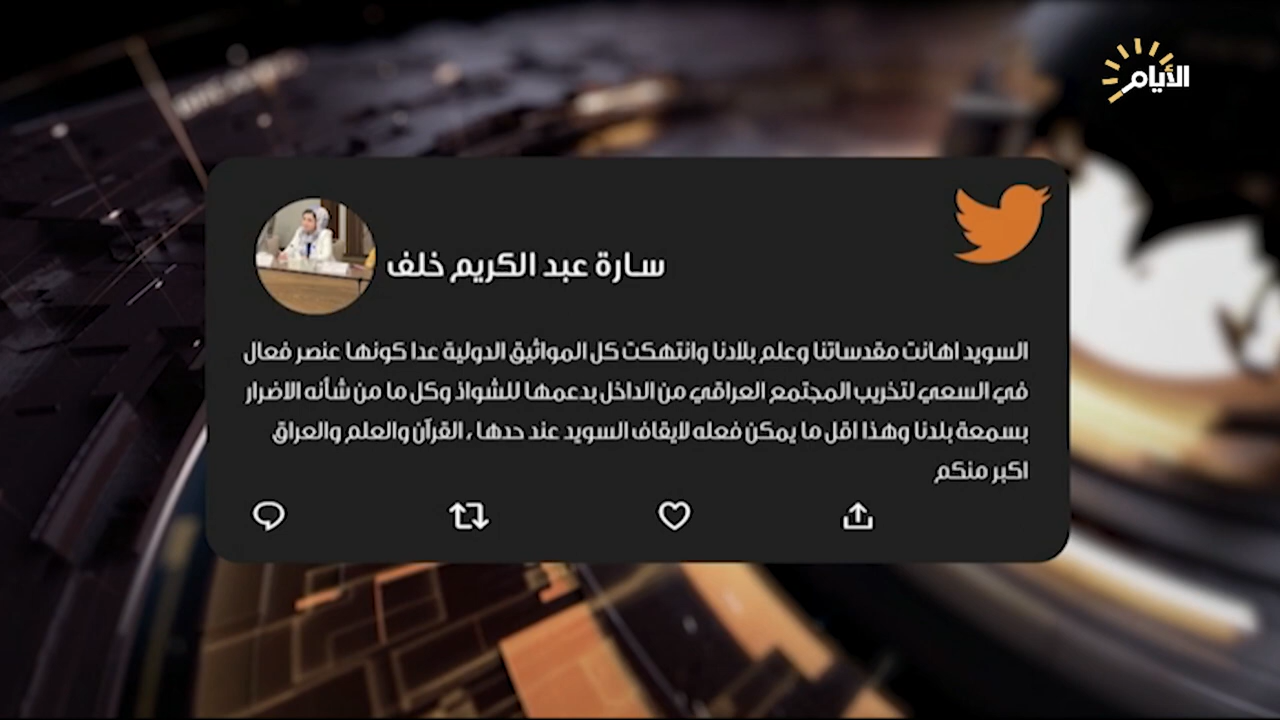 الأيام
سارة عبد الكريم خلف
السويد اهانت مقدساتنا وعلم بلادنا وانتهكت كل المواثيق الدولية عدا كونها عنصر فعال
في السعي لتخريب المجتمع العراقي من الداخل بدعمها للشواذ وكل ما من شأنه الاضرار
بسمعة بلدنا وهذا اقل ما يمكن فعله لايقاف السويد عند حدها ، القرآن والعلم والعراق
اكبر منكم